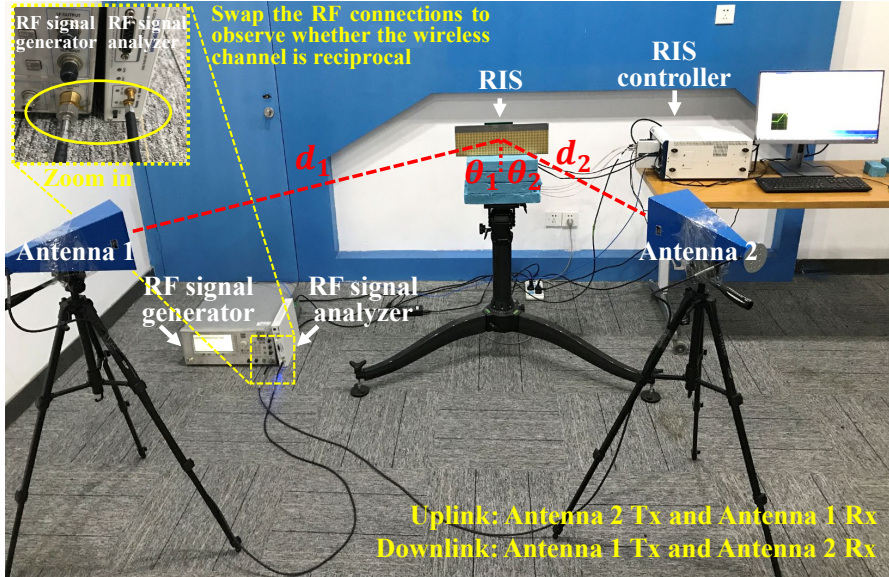 Swap the RF connections to
observe whether the wireless
channel is reciprocal
RF signal
generator
RF signal
analyzer
Zoom in
RIS
RIS
controller
d₁
d₂
θ₁
θ₂
Antenna 1
Antenna 2
RF signal
generator
RF signal
analyzer
Uplink: Antenna 2 Tx and Antenna 1 Rx
Downlink: Antenna 1 Tx and Antenna 2 Rx